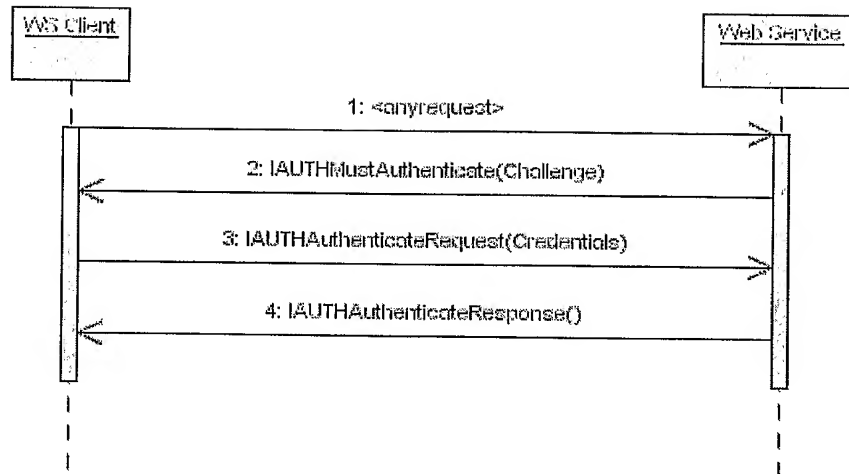 WS Client
Web Service
1: <anyrequest>
2: IAUTHMustAuthenticate(Challenge)
3: IAUTHAuthenticateRequest(Credentials)
4: IAUTHAuthenticateResponse()